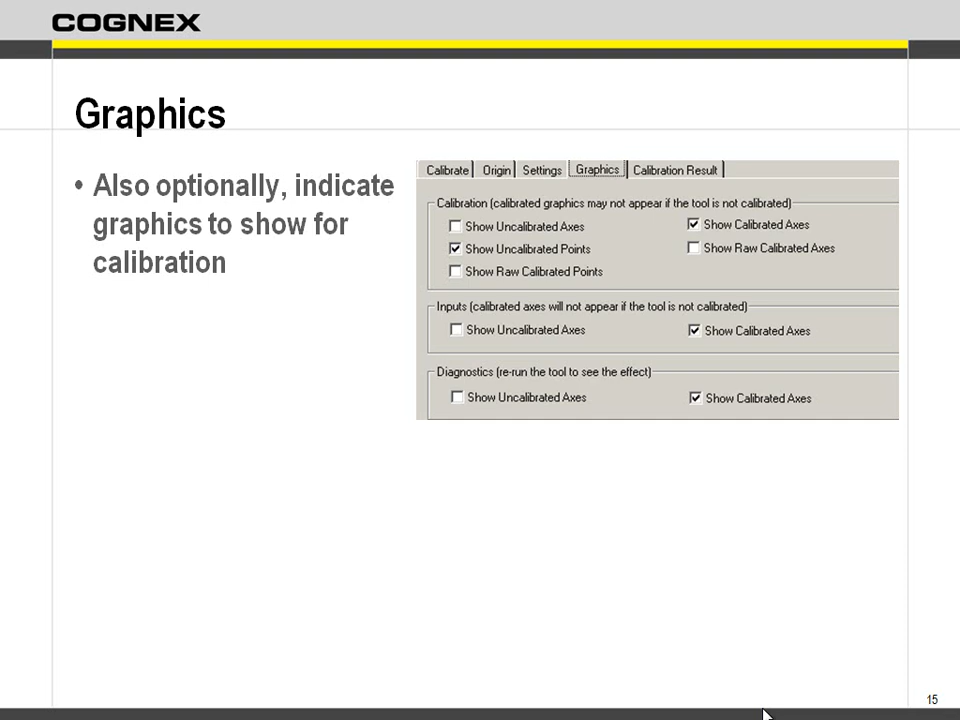 COGNEX
Graphics
• Also optionally, indicate
graphics to show for
calibration
Calibrate Origin Settings Graphics Calibration Result
Calibration (calibrated graphics may not appear if the tool is not calibrated)
Show Uncalibrated Axes Show Calibrated Axes
Show Uncalibrated Points Show Raw Calibrated Axes
Show Raw Calibrated Points
Inputs (calibrated axes will not appear if the tool is not calibrated)
Show Uncalibrated Axes Show Calibrated Axes
Diagnostics (re-run the tool to see the effect)
Show Uncalibrated Axes Show Calibrated Axes
15